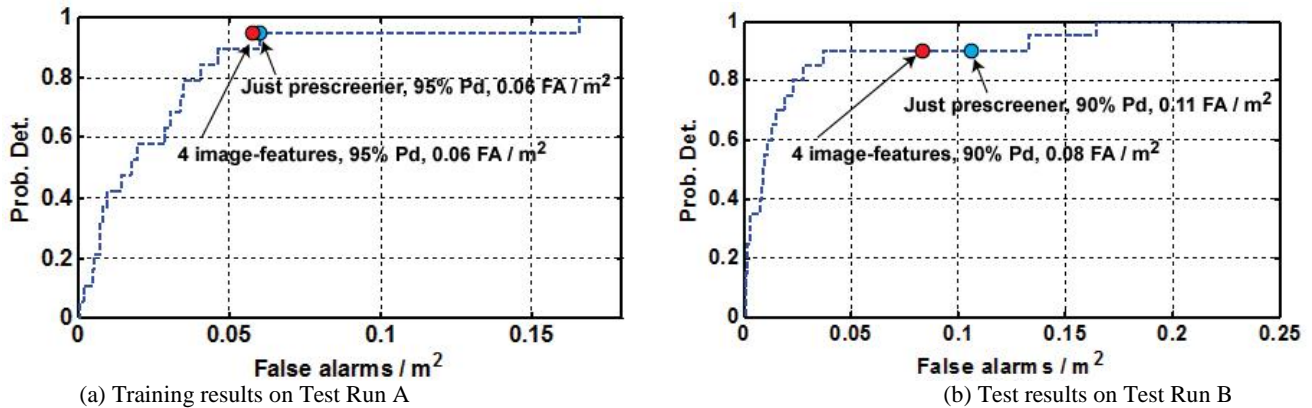 1
0.8
0.6
0.4
0.2
0
Prob. Det.
Just prescreener, 95% Pd, 0.06 FA / m²
4 image-features, 95% Pd, 0.06 FA / m²
0
0.05
0.1
0.15
False alarms / m²
(a) Training results on Test Run A
1
0.8
0.6
0.4
0.2
0
Prob. Det.
Just prescreener, 90% Pd, 0.11 FA / m²
4 image-features, 90% Pd, 0.08 FA / m²
0
0.05
0.1
0.15
0.2
0.25
False alarms / m²
(b) Test results on Test Run B